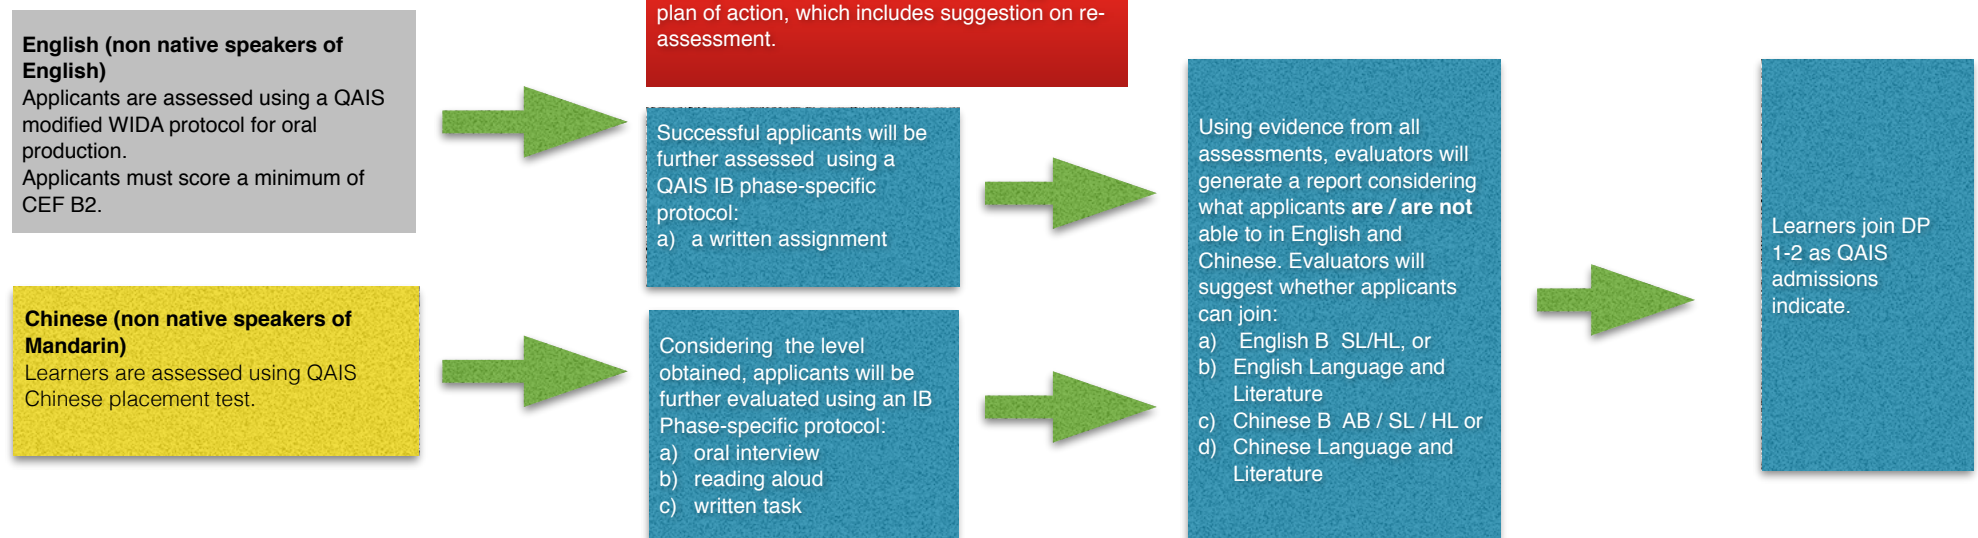 plan of action, which includes suggestion on re-
assessment.
English (non native speakers of
English)
Applicants are assessed using a QAIS
modified WIDA protocol for oral
production.
Applicants must score a minimum of
CEF B2.
Successful applicants will be
further assessed using a
QAIS IB phase-specific
protocol:
a) a written assignment
Chinese (non native speakers of
Mandarin)
Learners are assessed using QAIS
Chinese placement test.
Considering the level
obtained, applicants will be
further evaluated using an IB
Phase-specific protocol:
a) oral interview
b) reading aloud
c) written task
Using evidence from all
assessments, evaluators will
generate a report considering
what applicants are / are not
able to in English and
Chinese. Evaluators will
suggest whether applicants
can join:
a) English B SL/HL, or
b) English Language and
Literature
c) Chinese B AB / SL / HL or
d) Chinese Language and
Literature
Learners join DP
1-2 as QAIS
admissions
indicate.